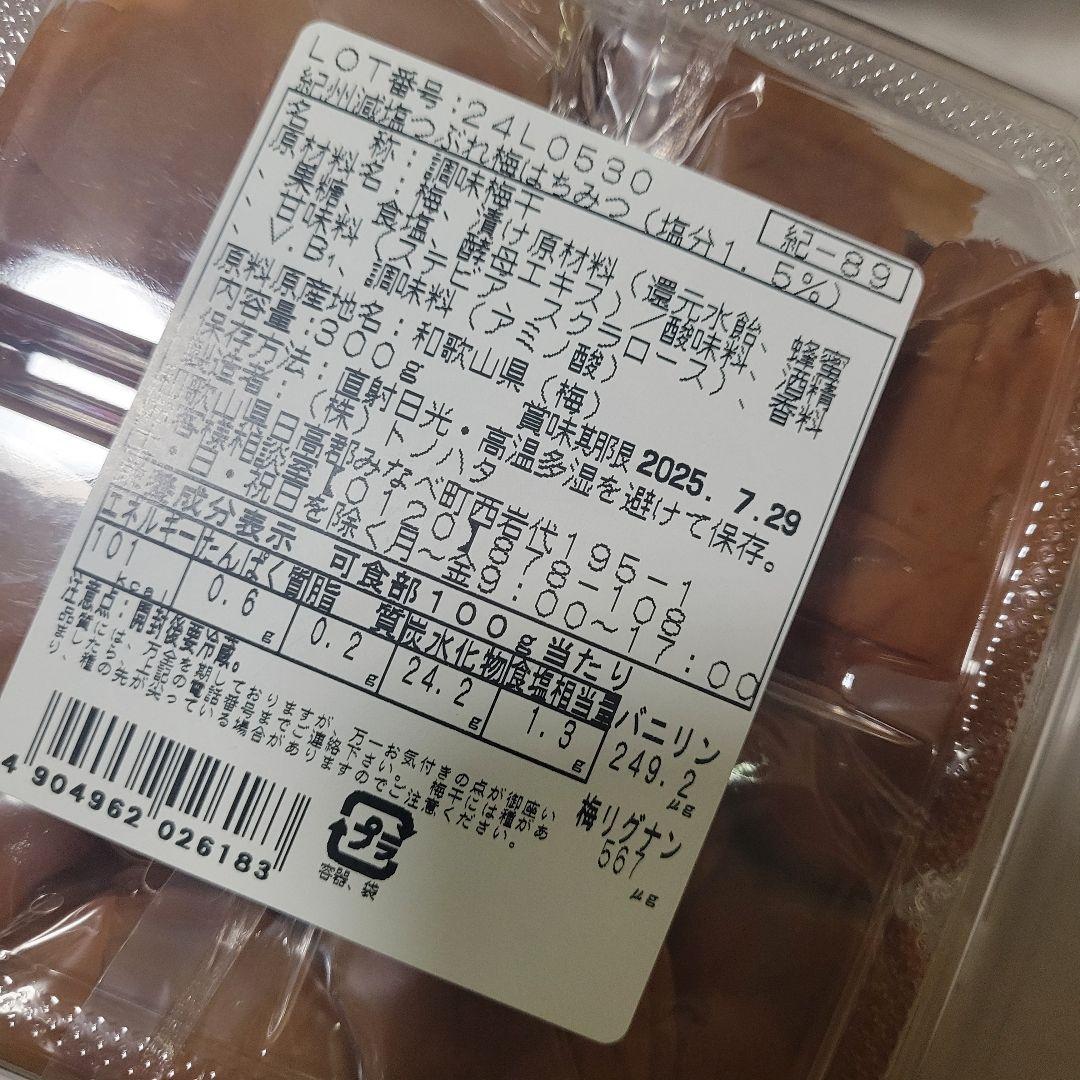 LOT番号:24L0530
紀-89
紀州減塩つぶれ梅はちみつ(塩分1.5%)
名 称:調味梅干
原材料名:梅、漬け原材料(還元水飴、蜂蜜
、果糖、食塩、酵母エキス)/酸味料、酒精
、甘味料(ステビア、スクラロース)、香料
、V.B₁、調味料(アミノ酸)
原料原産地名:和歌山県(梅)
内容量:300g 賞味期限 2025. 7.29
保存方法:直射日光・高温多湿を避けて保存。
製造者:(株)トノハタ
和歌山県日高郡みなべ町西岩代195-1
お客様相談室 0120-878-108
土・日・祝日を除く月~金9:00~17:00
栄養成分表示 可食部100g当たり
エネルギー たんぱく質 脂 質 炭水化物 食塩相当量
101 kcal 0.6 g 0.2 g 24.2 g 1.3 g
バニリン
249.2 μg
梅リグナン
567 μg
注意点:開封後要冷蔵。
品質には、万全を期しておりますが、万一お気付きの点が御座い
ましたら、上記の電話番号までご連絡下さい。梅干には種があ
り、種の先が尖っている場合がありますのでご注意ください。
4 904962 026183
プラ
容器、袋